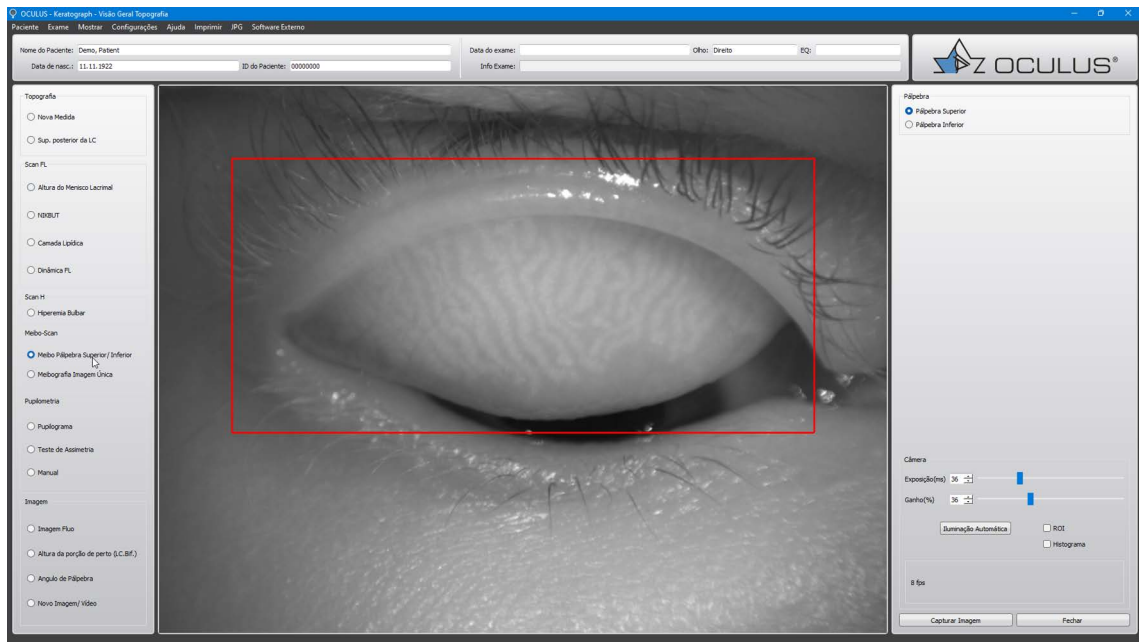 OCULUS - Keratograph - Visão Geral Topografia
Paciente Exame Mostrar Configurações Ajuda Imprimir JPG Software Externo
Nome do Paciente: Demo, Patient
Data de nasc.: 11.11.1922 ID do Paciente: 00000000
Data do exame: Olho: Direito EQ:
Info Exame:
OCULUS®
Topografia
Nova Medida
Sup. posterior da LC
Scan FL
Altura do Menisco Lacrimal
NIKBUT
Camada Lipídica
Dinâmica FL
Scan H
Hiperemia Bulbar
Meibo-Scan
Meibo Pálpebra Superior/ Inferior
Meibografia Imagem Única
Pupilometria
Pupilograma
Teste de Assimetria
Manual
Imagem
Imagem Fluo
Altura da porção de perto (LC.Bif.)
Angulo de Pálpebra
Novo Imagem/ Vídeo
Pálpebra
Pálpebra Superior
Pálpebra Inferior
Câmera
Exposição(ms) 36
Ganho(%) 36
Iluminação Automática ROI
Histograma
8 fps
Capturar Imagem Fechar